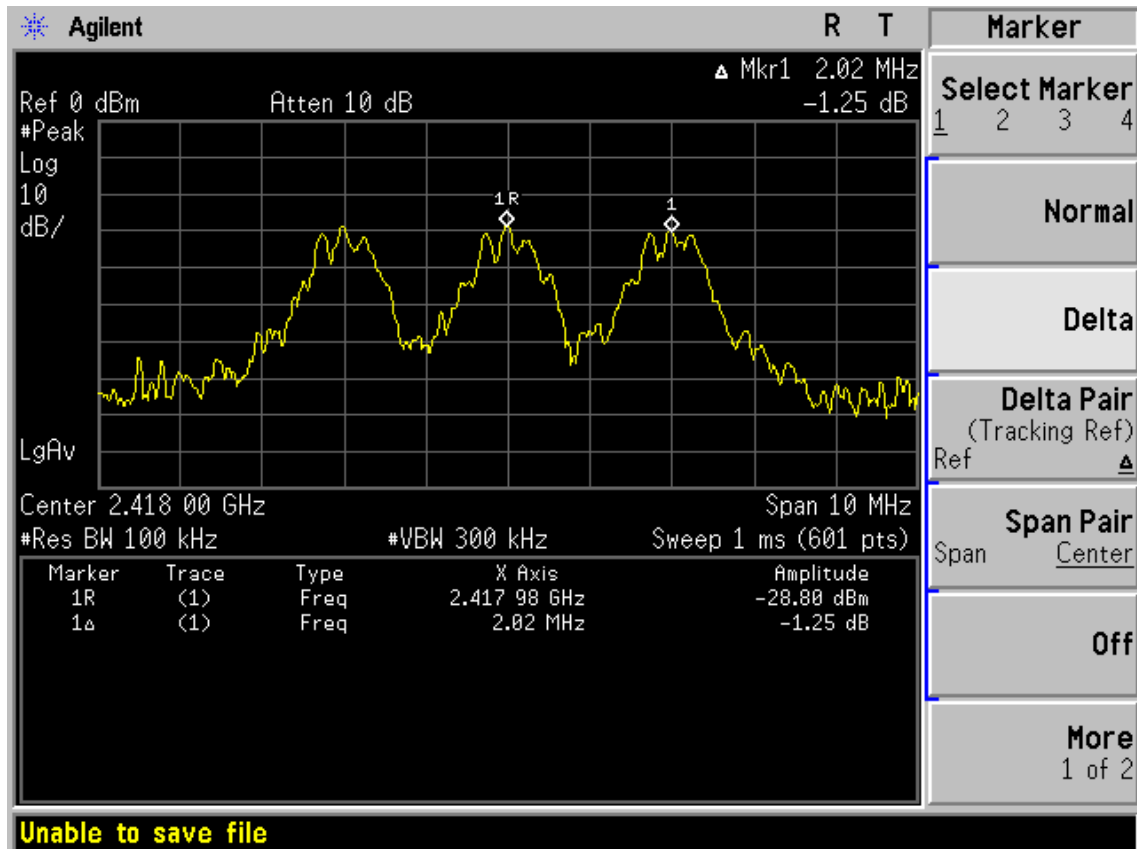 Agilent R T
Δ Mkr1 2.02 MHz
Ref 0 dBm Atten 10 dB -1.25 dB
#Peak
Log
10
dB/
1R
1
LgAv
Center 2.418 00 GHz Span 10 MHz
#Res BW 100 kHz #VBW 300 kHz Sweep 1 ms (601 pts)
Marker Trace Type X Axis Amplitude
1R (1) Freq 2.417 98 GHz -28.80 dBm
1Δ (1) Freq 2.02 MHz -1.25 dB
Unable to save file
Marker
Select Marker
1 2 3 4
Normal
Delta
Delta Pair
(Tracking Ref)
Ref Δ
Span Pair
Span Center
Off
More
1 of 2